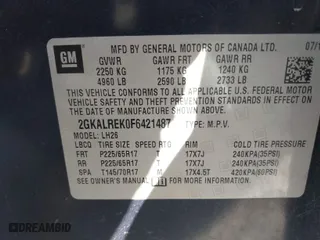 GM
MFD BY GENERAL MOTORS OF CANADA LTD.
07/1
GVWR GAWR FRT GAWR RR
2250 KG 1175 KG 1240 KG
4960 LB 2590 LB 2733 LB
THIS VEHICLE CONFORMS TO ALL APPLICABLE U.S. FEDERAL
MOTOR VEHICLE SAFETY, BUMPER, AND THEFT PREVENTION
STANDARDS IN EFFECT ON THE
DATE OF MANUFACTURE SHOWN ABOVE.
2GKALREK0F6421487 TYPE: M.P.V.
MODEL: LH26
LBCQ TIRE SIZE SPEED RTG RIM COLD TIRE PRESSURE
FRT P225/65R17 T 17X7J 240KPA(35PSI)
RR P225/65R17 T 17X7J 240KPA(35PSI)
SPA T145/70R17 M 17X4.5T 420KPA(60PSI)
SEE OWNER'S MANUAL
© IAMDOMESTIC